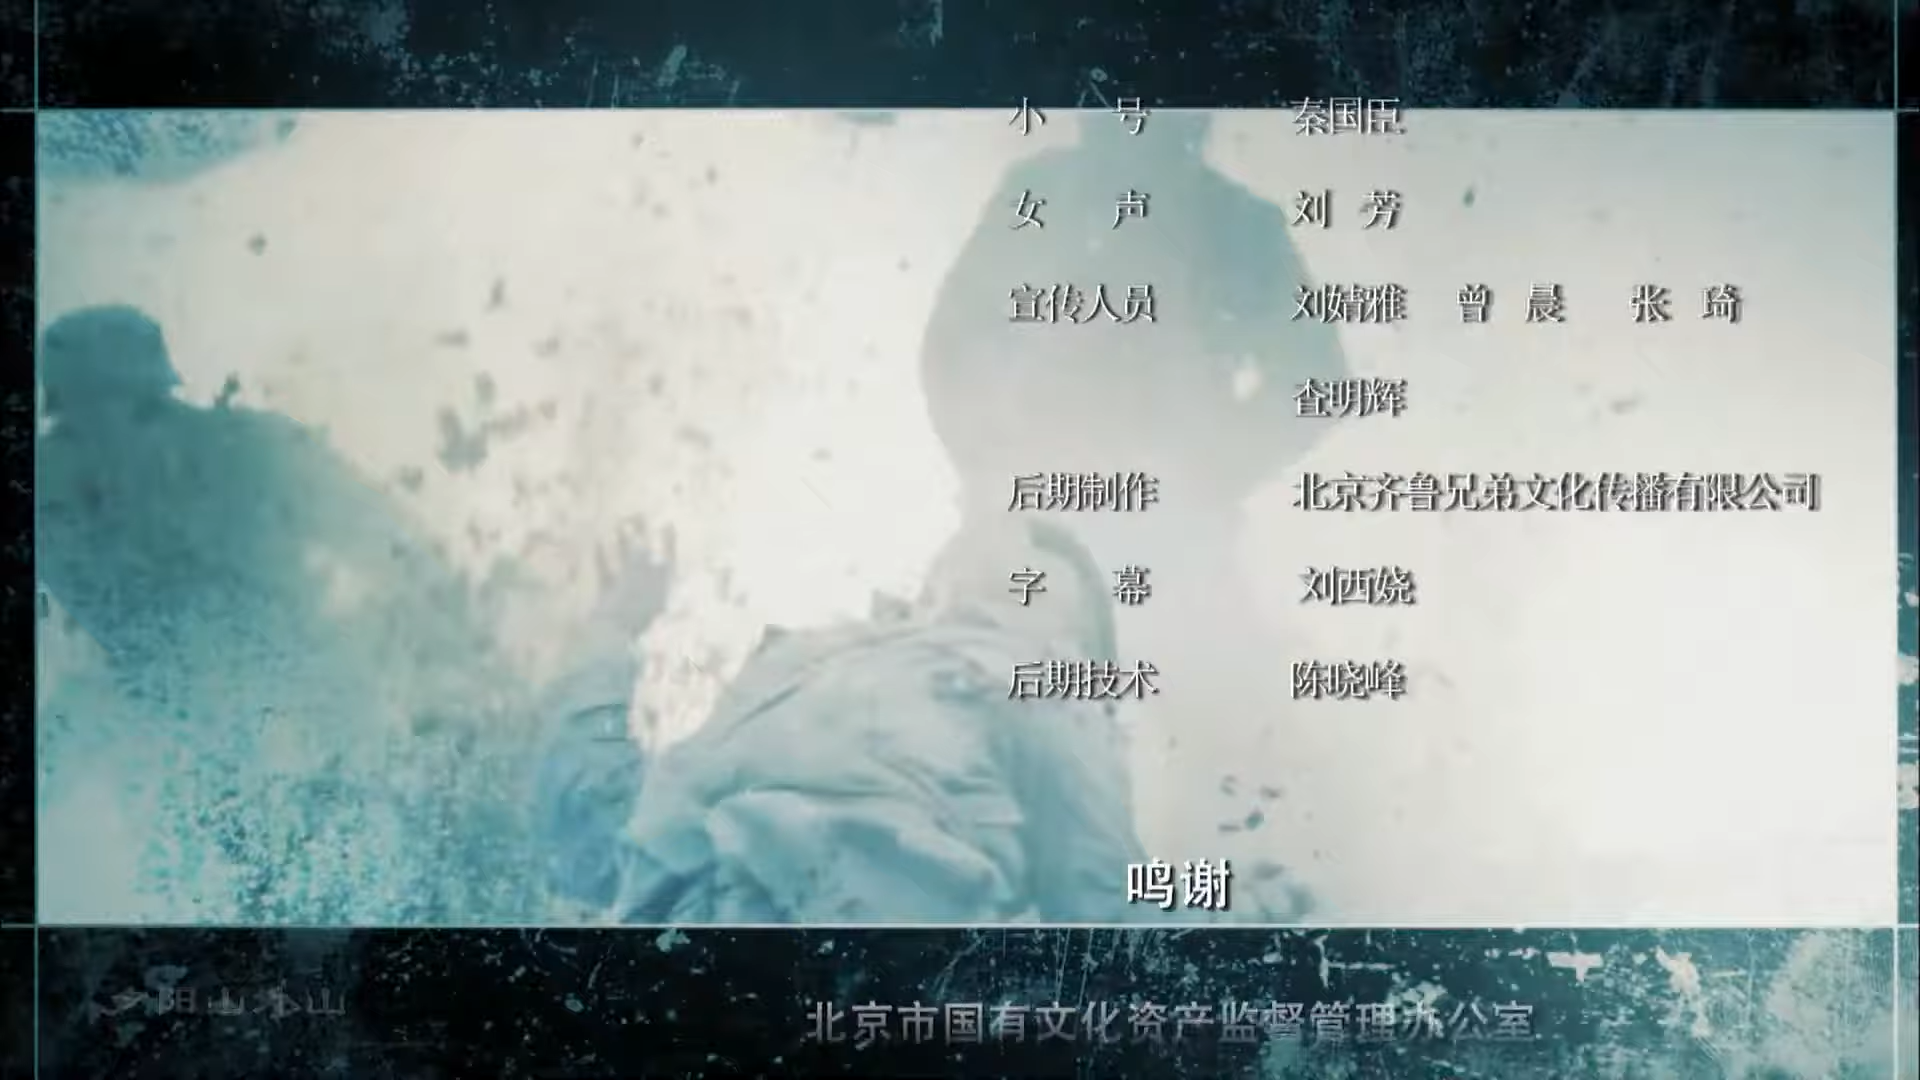 小 号 秦国臣
女 声 刘 芳
宣传人员 刘婧雅 曾 晨 张 琦
查明辉
后期制作 北京齐鲁兄弟文化传播有限公司
字 幕 刘西娆
后期技术 陈晓峰
鸣谢
北京市国有文化资产监督管理办公室